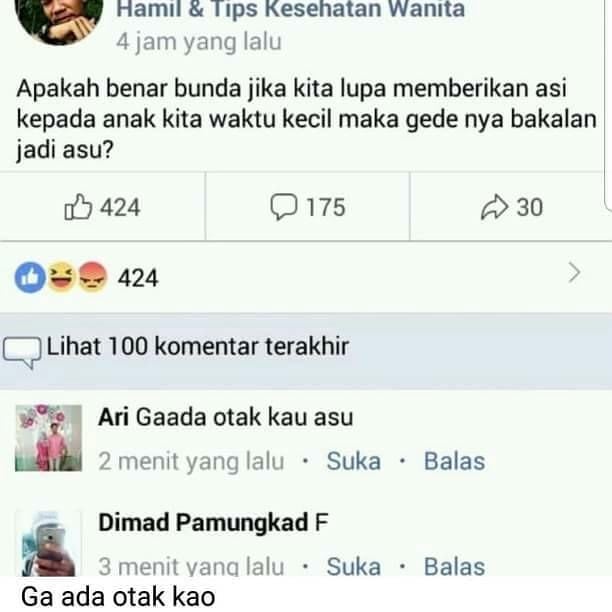 Hamil & Tips Kesehatan Wanita
4 jam yang lalu
Apakah benar bunda jika kita lupa memberikan asi
kepada anak kita waktu kecil maka gede nya bakalan
jadi asu?
424 175 30
424
Lihat 100 komentar terakhir
Ari Gaada otak kau asu
2 menit yang lalu · Suka · Balas
Dimad Pamungkad F
3 menit yang lalu · Suka · Balas
Ga ada otak kao